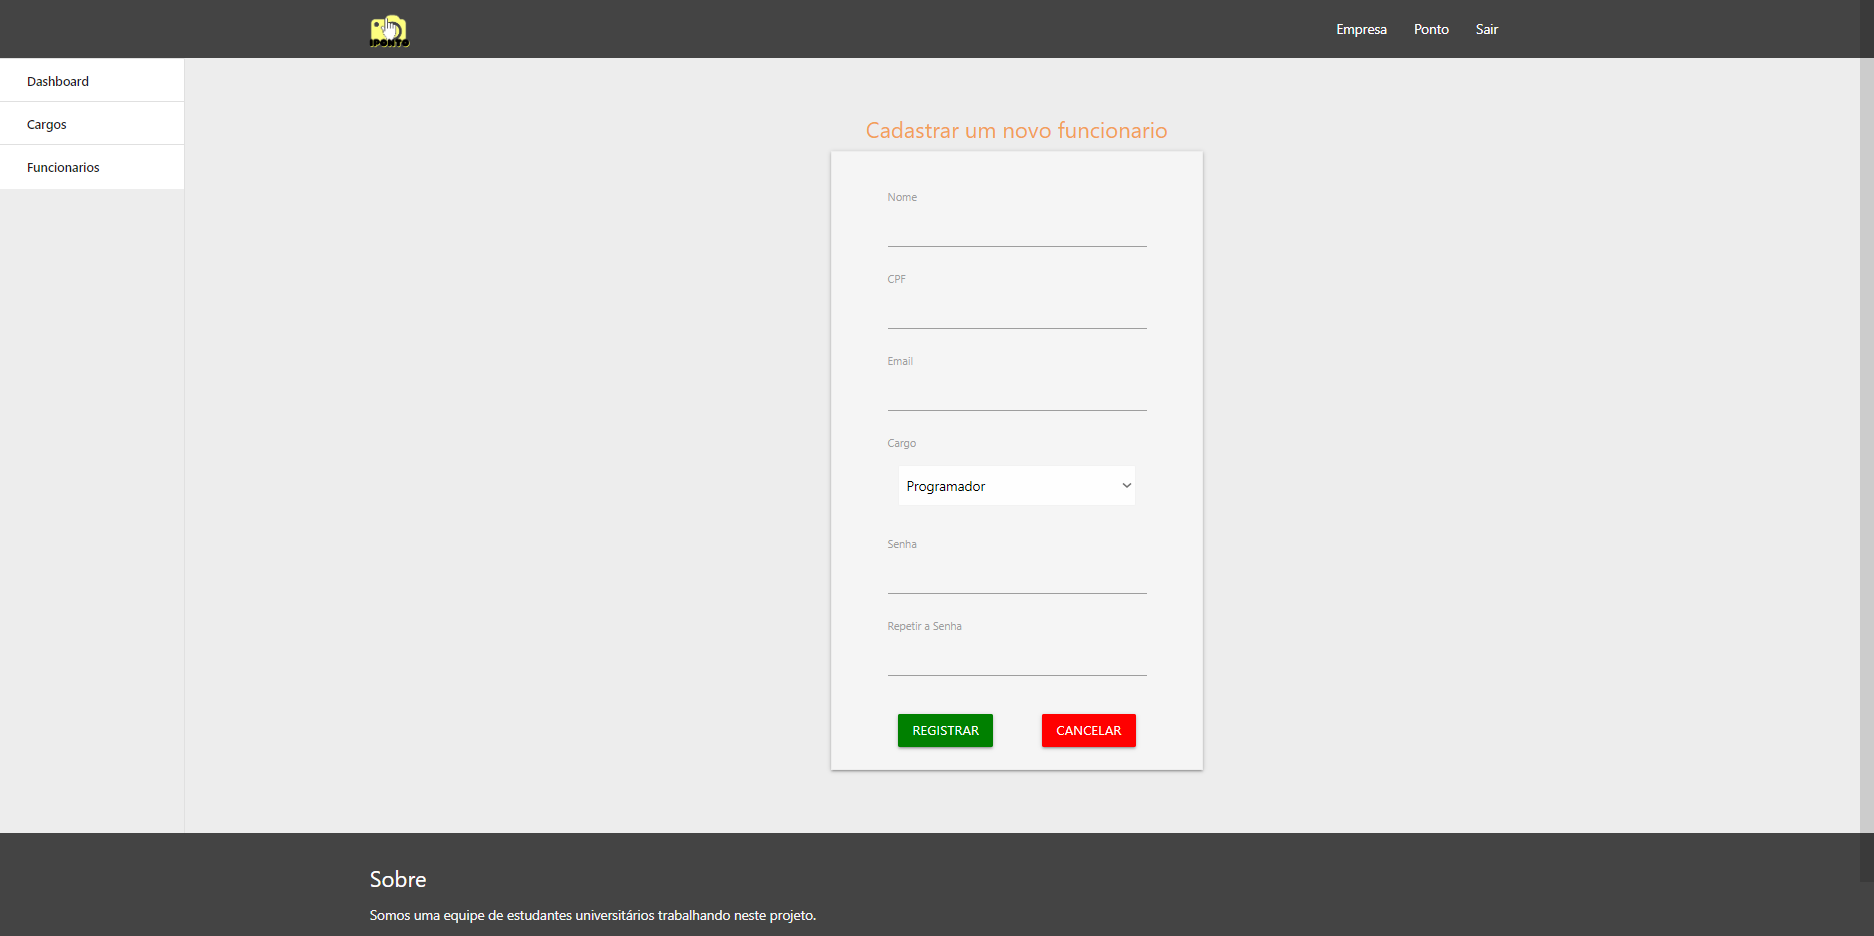 IPONTO
Empresa Ponto Sair
Dashboard
Cargos
Funcionarios
Cadastrar um novo funcionario
Nome
CPF
Email
Cargo
Programador
Senha
Repetir a Senha
REGISTRAR CANCELAR
Sobre
Somos uma equipe de estudantes universitários trabalhando neste projeto.